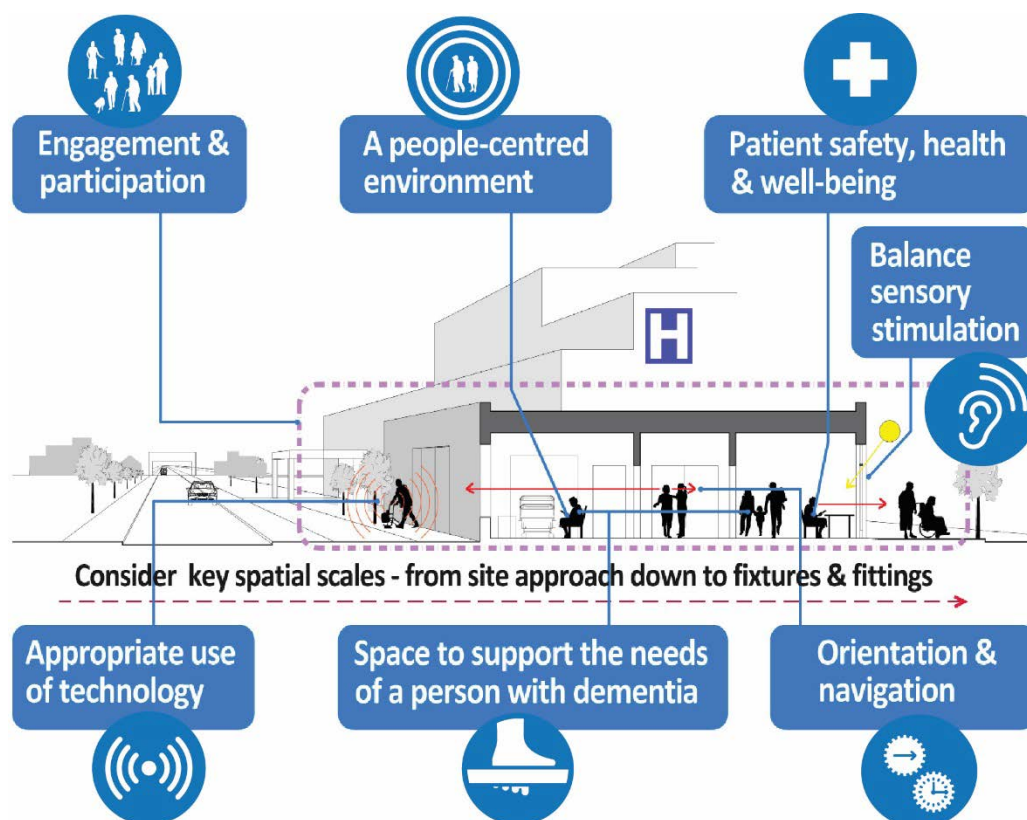 Engagement &
participation
A people-centred
environment
Patient safety, health
& well-being
Balance
sensory
stimulation
H
Consider key spatial scales - from site approach down to fixtures & fittings
Appropriate use
of technology
Space to support the needs
of a person with dementia
Orientation &
navigation